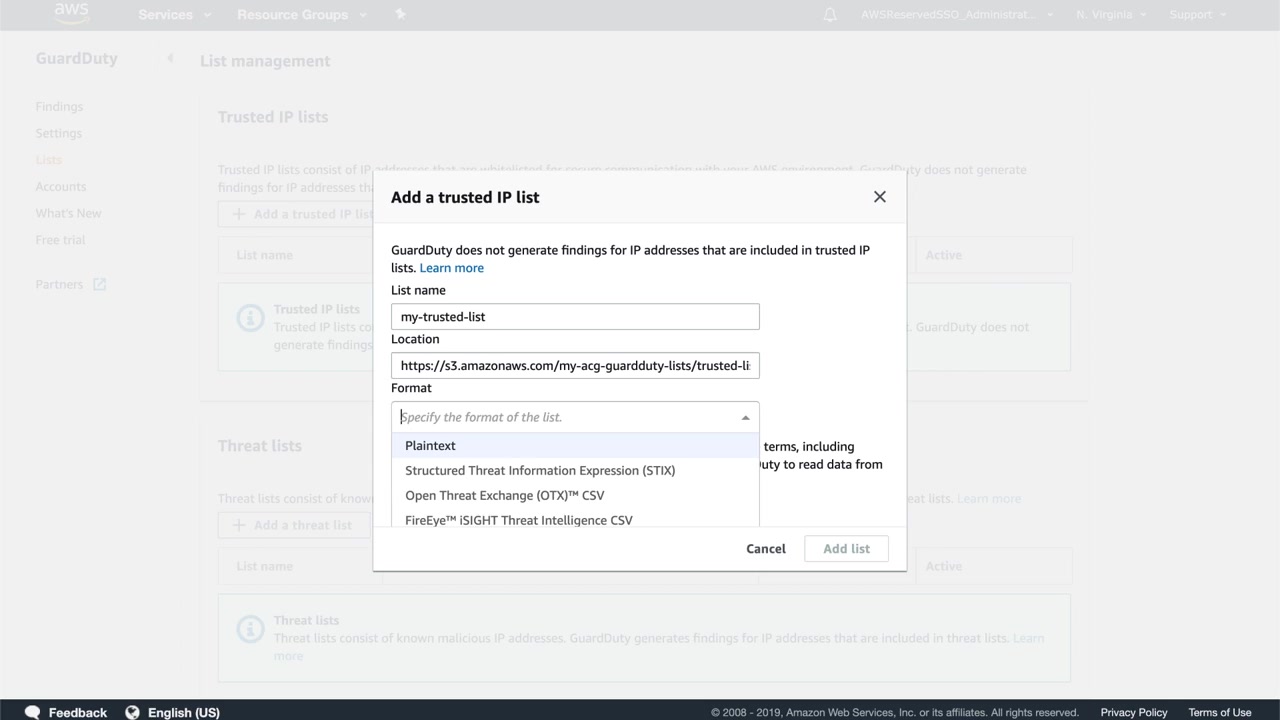 aws
Services
Resource Groups
AWSReservedSSO_Administrat...
N. Virginia
Support
GuardDuty
Findings
Settings
Lists
Accounts
What's New
Free trial
Partners
List management
Trusted IP lists
Trusted IP lists consist of IP addresses that are whitelisted for secure communication with your AWS environment. GuardDuty does not generate
findings for IP addresses tha
Add a trusted IP list
List name
Active
Trusted IP lists
Trusted IP lists co
t. GuardDuty does not
generate findings
Add a trusted IP list
GuardDuty does not generate findings for IP addresses that are included in trusted IP
lists. Learn more
List name
my-trusted-list
Location
https://s3.amazonaws.com/my-acg-guardduty-lists/trusted-li
Format
Specify the format of the list.
Plaintext
Structured Threat Information Expression (STIX)
Open Threat Exchange (OTX)™ CSV
FireEye™ iSIGHT Threat Intelligence CSV
terms, including
Duty to read data from
Cancel
Add list
Threat lists
Threat lists consist of know
eat lists. Learn more
Add a threat list
List name
Active
Threat lists
Threat lists consist of known malicious IP addresses. GuardDuty generates findings for IP addresses that are included in threat lists. Learn
more
Feedback
English (US)
© 2008 - 2019, Amazon Web Services, Inc. or its affiliates. All rights reserved.
Privacy Policy
Terms of Use